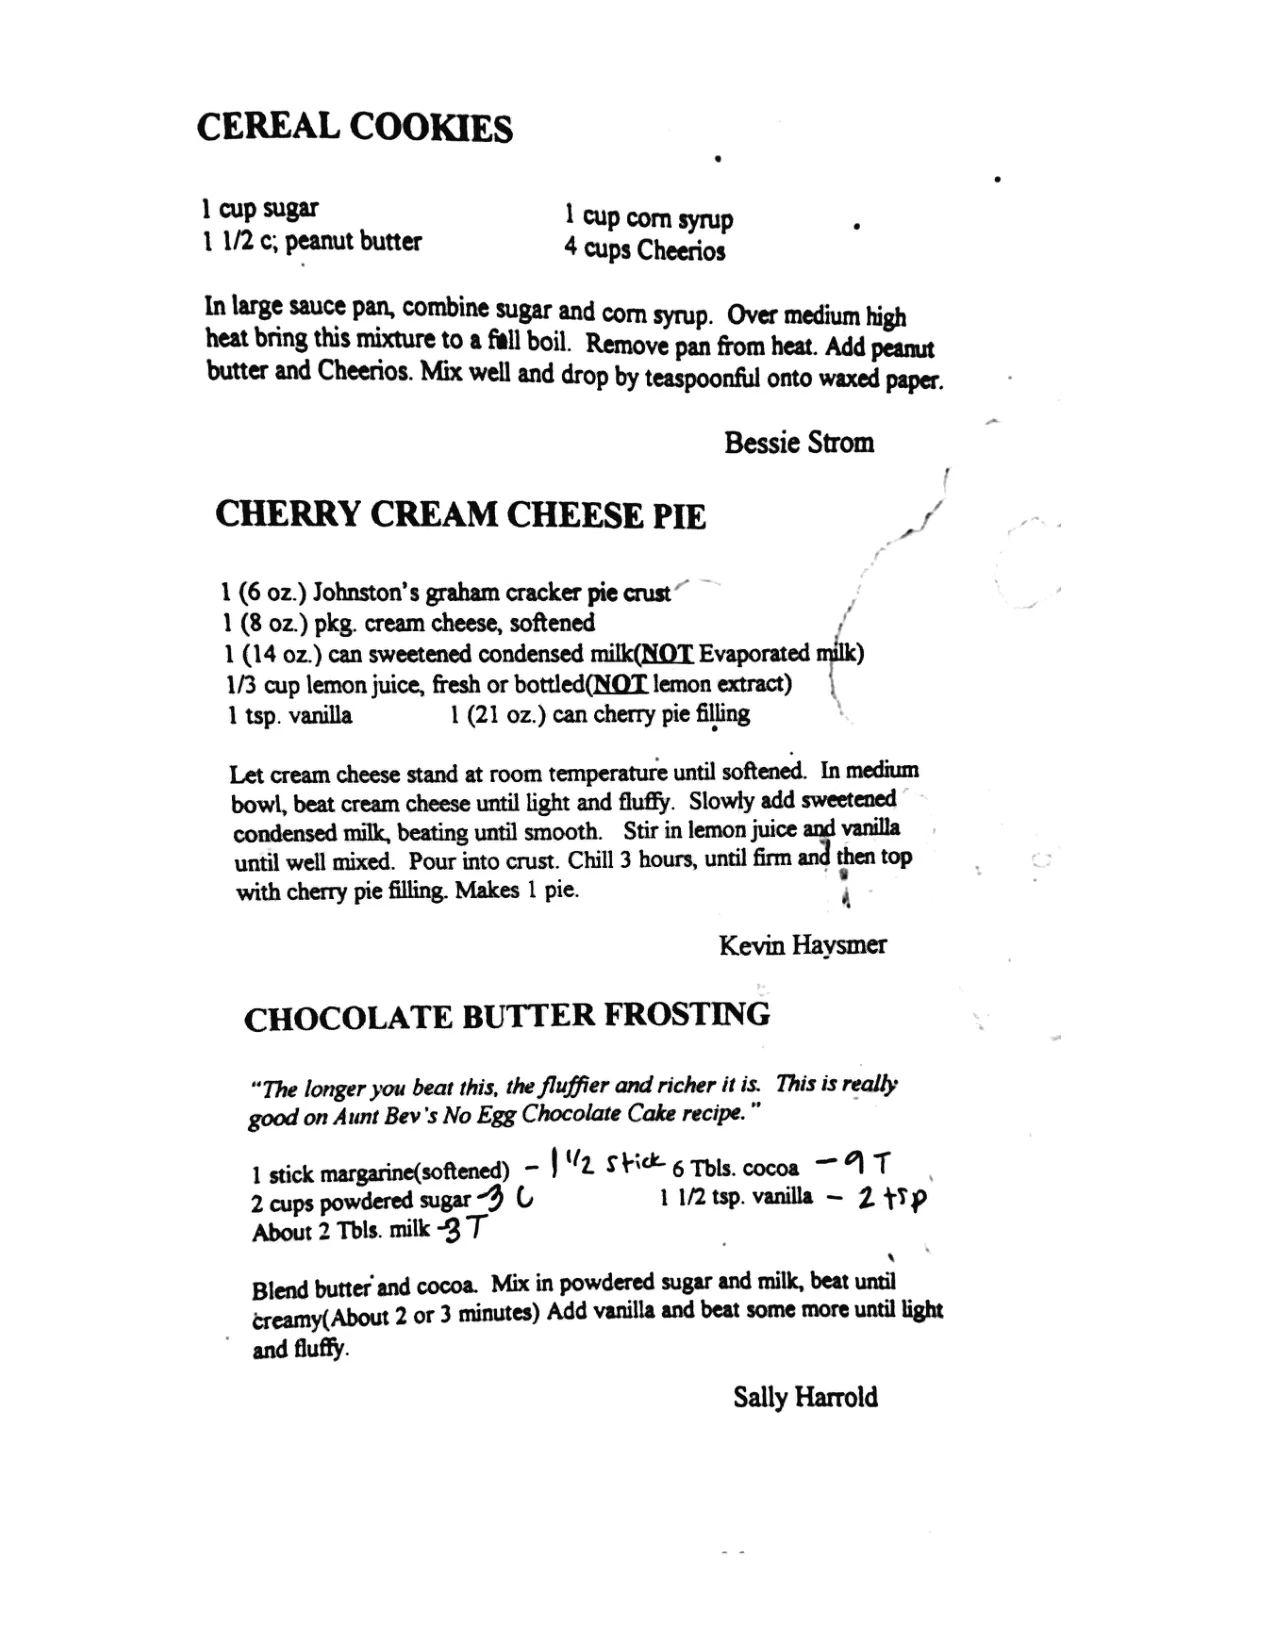 CEREAL COOKIES
1 cup sugar 1 cup corn syrup
1 1/2 c; peanut butter 4 cups Cheerios
In large sauce pan, combine sugar and corn syrup. Over medium high
heat bring this mixture to a full boil. Remove pan from heat. Add peanut
butter and Cheerios. Mix well and drop by teaspoonful onto waxed paper.
Bessie Strom
CHERRY CREAM CHEESE PIE
1 (6 oz.) Johnston's graham cracker pie crust
1 (8 oz.) pkg. cream cheese, softened
1 (14 oz.) can sweetened condensed milk(NOT Evaporated milk)
1/3 cup lemon juice, fresh or bottled(NOT lemon extract)
1 tsp. vanilla 1 (21 oz.) can cherry pie filling
Let cream cheese stand at room temperature until softened. In medium
bowl, beat cream cheese until light and fluffy. Slowly add sweetened
condensed milk, beating until smooth. Stir in lemon juice and vanilla
until well mixed. Pour into crust. Chill 3 hours, until firm and then top
with cherry pie filling. Makes 1 pie.
Kevin Haysmer
CHOCOLATE BUTTER FROSTING
"The longer you beat this, the fluffier and richer it is. This is really
good on Aunt Bev's No Egg Chocolate Cake recipe."
1 stick margarine(softened) - 1 1/2 stick 6 Tbls. cocoa - 9 T
2 cups powdered sugar - 3 C 1 1/2 tsp. vanilla - 2 tsp
About 2 Tbls. milk - 3 T
Blend butter and cocoa. Mix in powdered sugar and milk, beat until
creamy(About 2 or 3 minutes) Add vanilla and beat some more until light
and fluffy.
Sally Harrold